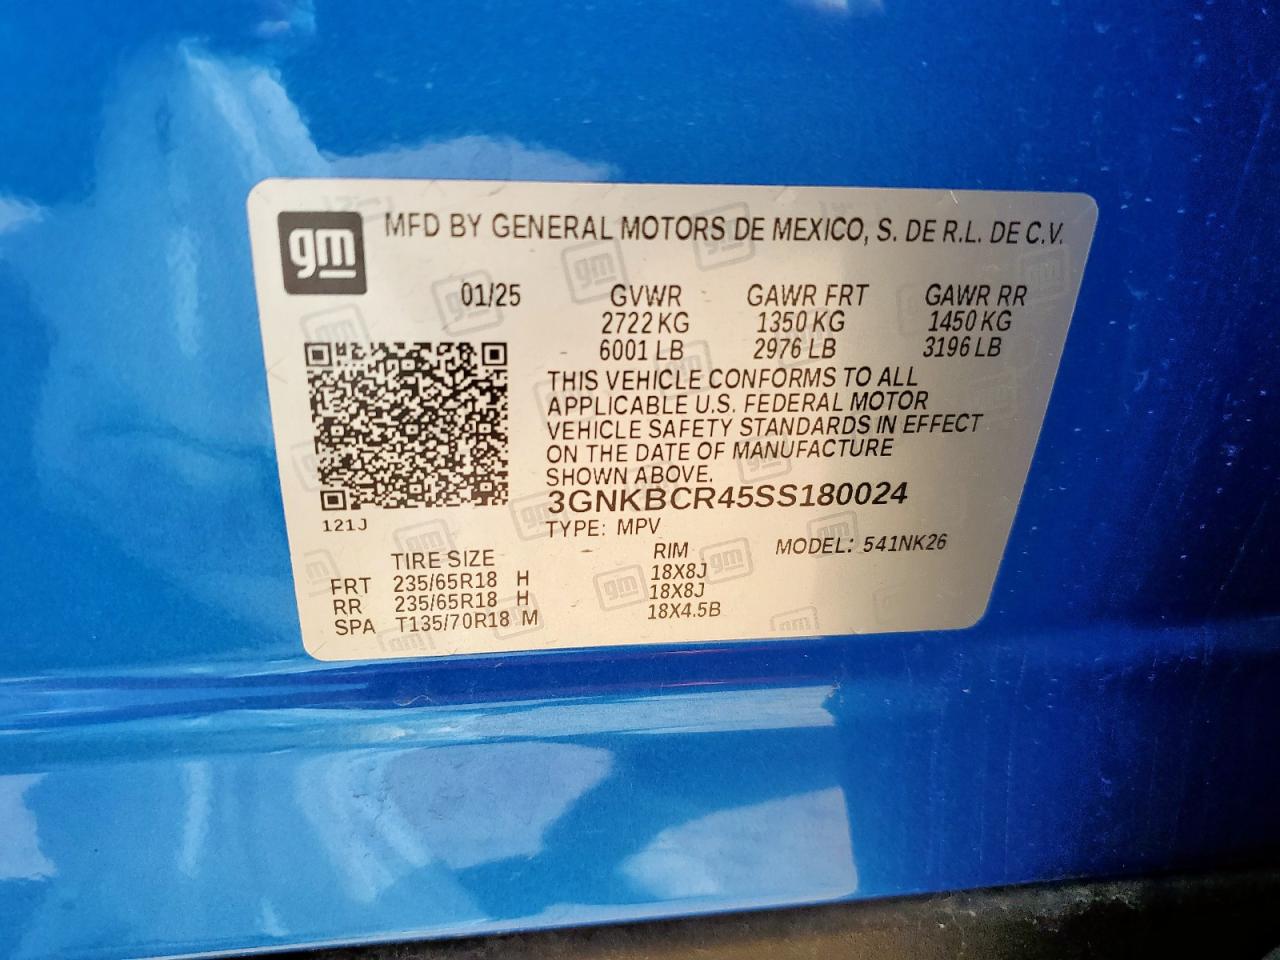 gm
MFD BY GENERAL MOTORS DE MEXICO, S. DE R.L. DE C.V.
01/25 GVWR GAWR FRT GAWR RR
2722 KG 1350 KG 1450 KG
6001 LB 2976 LB 3196 LB
THIS VEHICLE CONFORMS TO ALL
APPLICABLE U.S. FEDERAL MOTOR
VEHICLE SAFETY STANDARDS IN EFFECT
ON THE DATE OF MANUFACTURE
SHOWN ABOVE.
3GNKBCR45SS180024
121J
TYPE: MPV
TIRE SIZE RIM MODEL: 541NK26
FRT 235/65R18 H 18X8J
RR 235/65R18 H 18X8J
SPA T135/70R18 M 18X4.5B